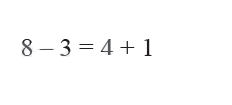 8 – 3 = 4 + 1